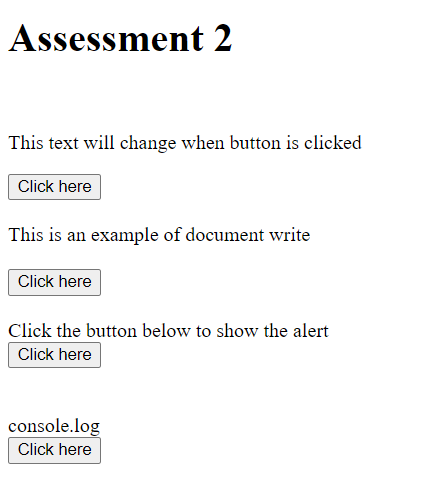 Assessment 2
This text will change when button is clicked
Click here
This is an example of document write
Click here
Click the button below to show the alert
Click here
console.log
Click here